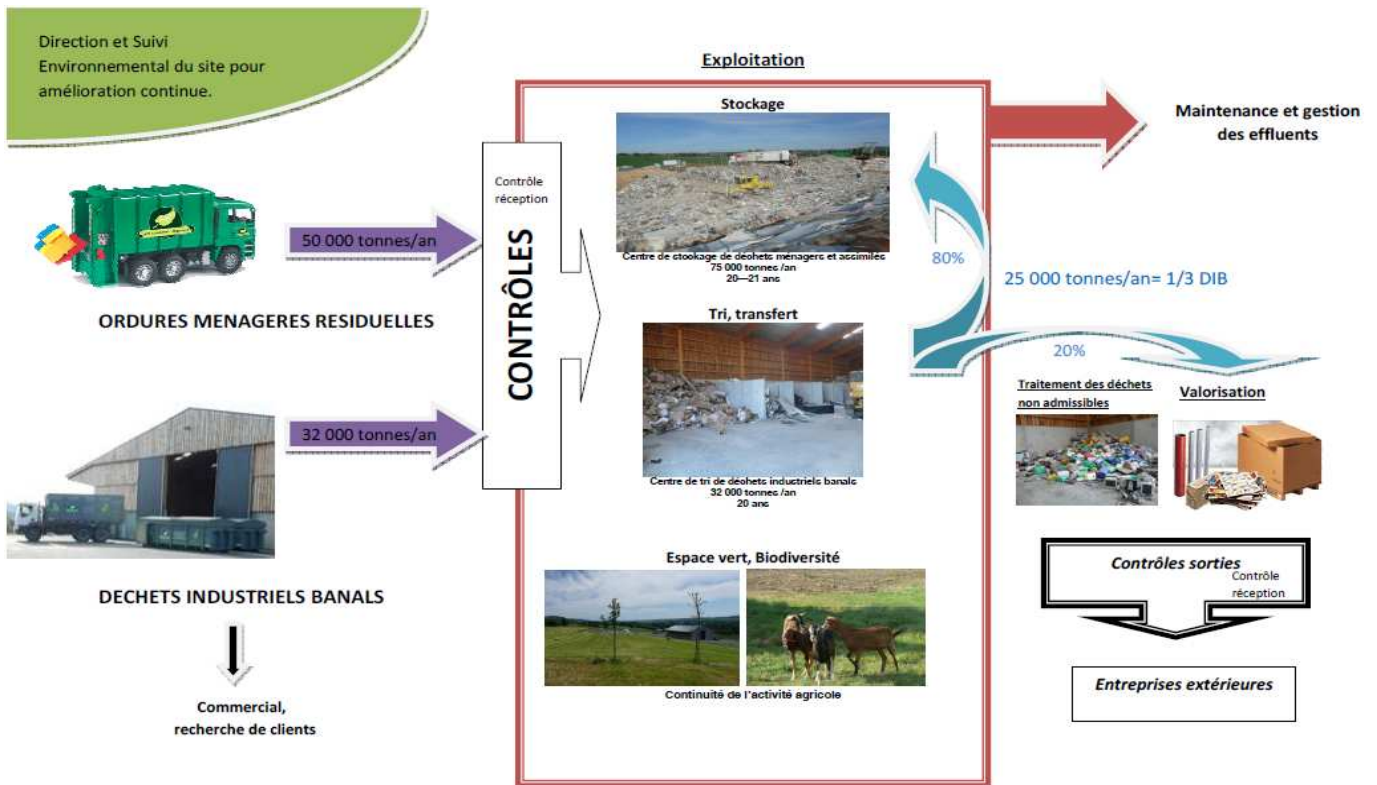 Direction et Suivi
Environnemental du site pour
amélioration continue.
Exploitation
Stockage
Maintenance et gestion
des effluents
Contrôle
réception
CONTRÔLES
50 000 tonnes/an
ORDURES MENAGERES RESIDUELLES
Centre de stockage de déchets ménagers et assimilés
75 000 tonnes /an
20—21 ans
80%
25 000 tonnes/an= 1/3 DIB
Tri, transfert
20%
Traitement des déchets
non admissibles
Valorisation
32 000 tonnes/an
Centre de tri de déchets industriels banals
32 000 tonnes /an
20 ans
Espace vert, Biodiversité
Contrôles sorties
Contrôle
réception
DECHETS INDUSTRIELS BANALS
Continuité de l'activité agricole
Entreprises extérieures
Commercial,
recherche de clients